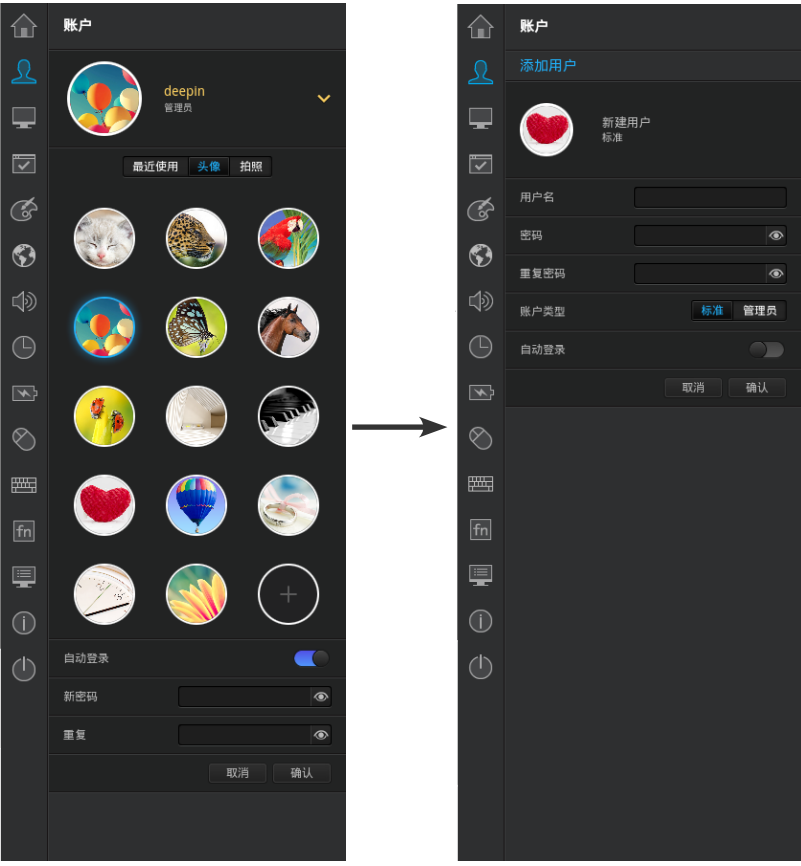 账户
deepin
管理员
最近使用 头像 拍照
自动登录
新密码
重复
取消 确认
fn
账户
添加用户
新建用户
标准
用户名
密码
重复密码
账户类型 标准 管理员
自动登录
取消 确认
fn